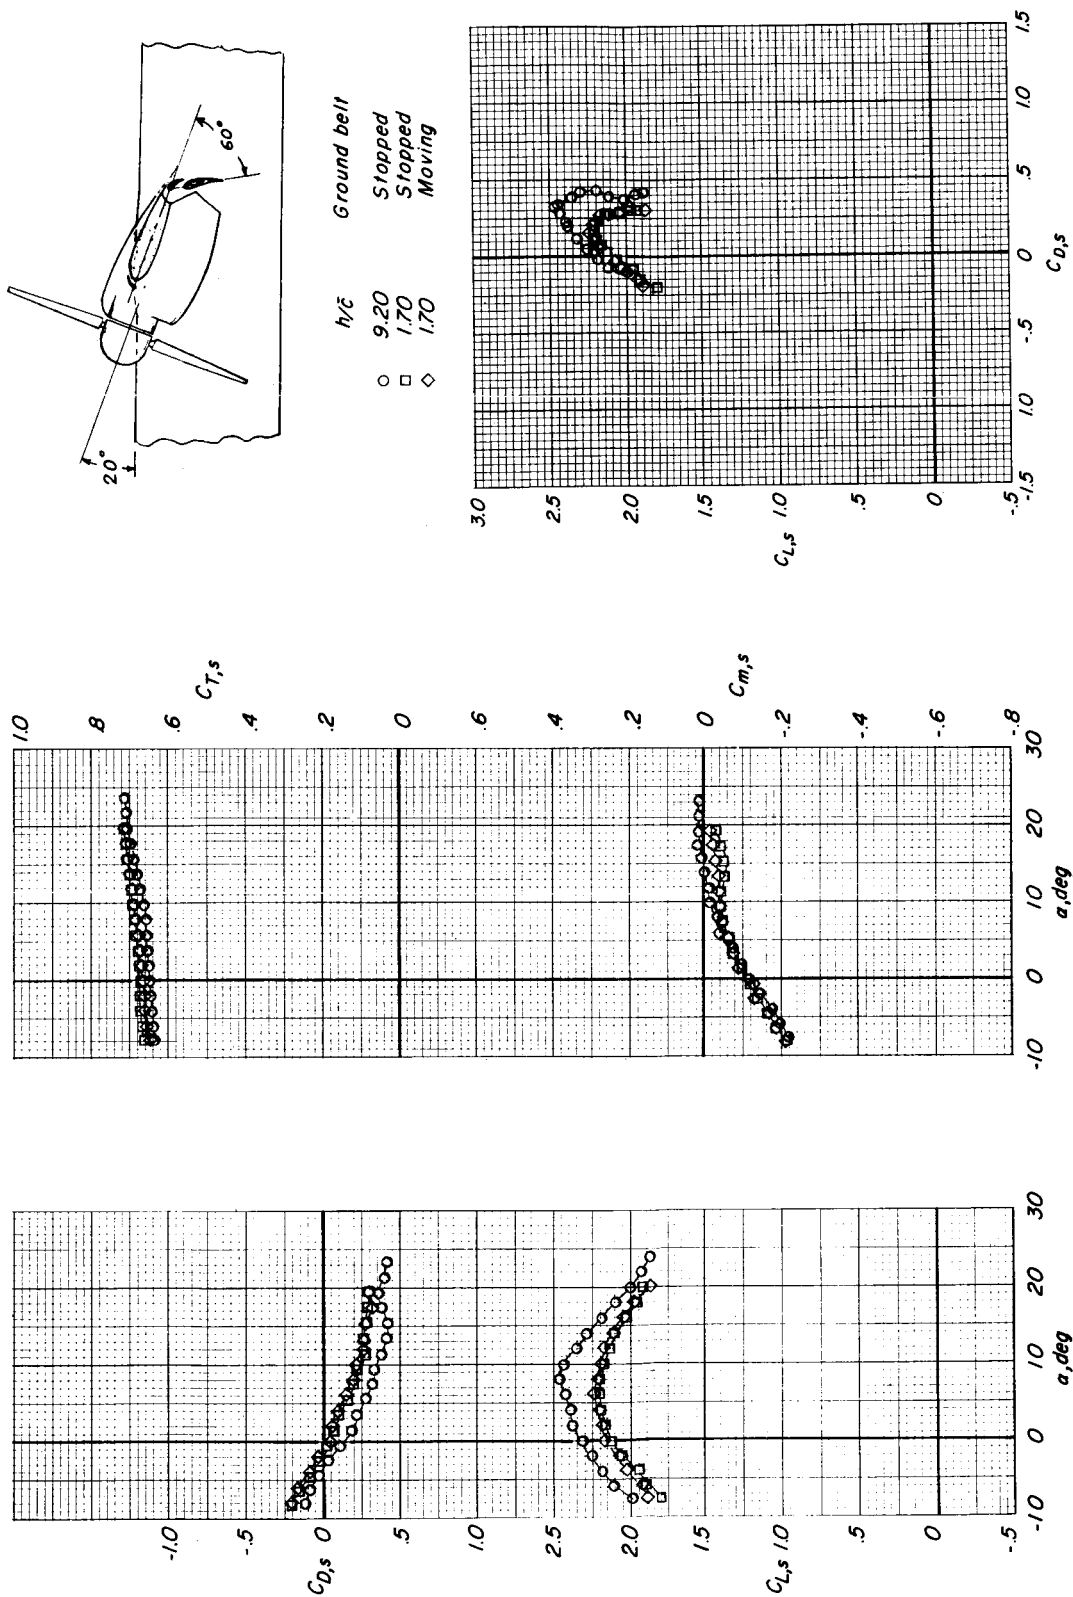 -1.0
-.5
C_D,s 0
.5
1.0
2.5
2.0
1.5
C_L,s 1.0
.5
0
-.5
-10 0 10 20 30
a,deg
1.0
.8
.6
C_T,s
.4
.2
0
.6
.4
.2
0 C_m,s
-.2
-.4
-.6
-.8
-10 0 10 20 30
a,deg
20°
60°
h/c̄ Ground belt
9.20 Stopped
1.70 Stopped
1.70 Moving
3.0
2.5
2.0
1.5
C_L,s 1.0
.5
0
-.5
-1.5 1.0 -.5 0 .5 1.0 1.5
C_D,s